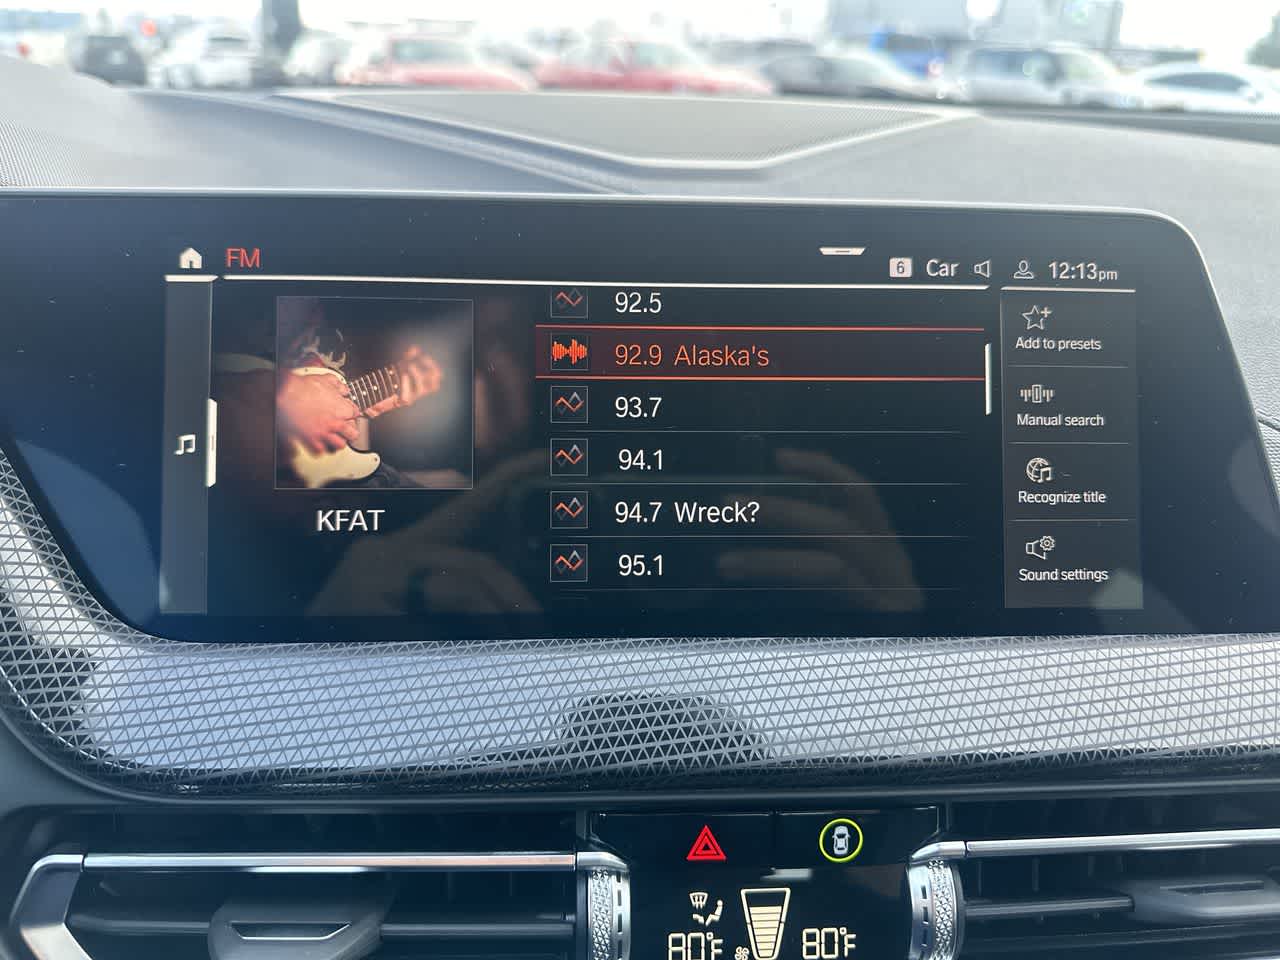 FM
6 Car 12:13pm
92.5
92.9 Alaska's
93.7
94.1
94.7 Wreck?
95.1
KFAT
Add to presets
Manual search
Recognize title
Sound settings
80°F 80°F